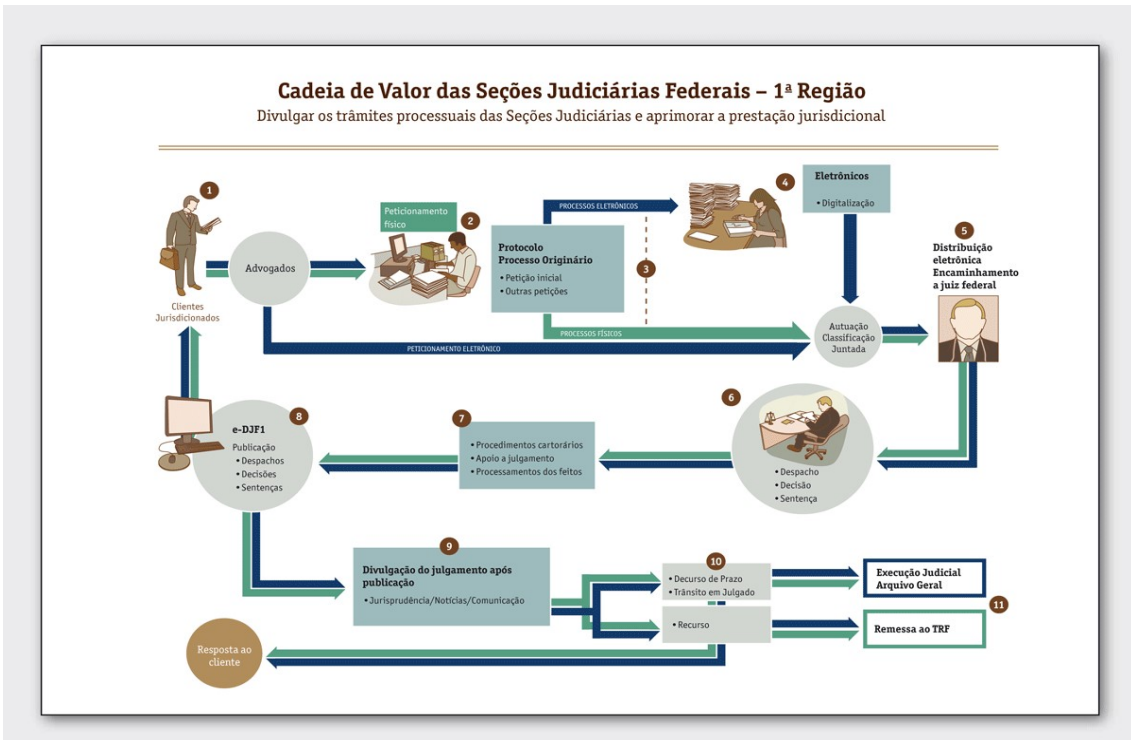 Cadeia de Valor das Seções Judiciárias Federais – 1ª Região
Divulgar os trâmites processuais das Seções Judiciárias e aprimorar a prestação jurisdicional
1
Clientes
Jurisdicionados
Advogados
Peticionamento
físico
2
Protocolo
Processo Originário
• Petição inicial
• Outras petições
PROCESSOS ELETRÔNICOS
3
PROCESSOS FÍSICOS
PETICIONAMENTO ELETRÔNICO
4
Eletrônicos
• Digitalização
Autuação
Classificação
Juntada
5
Distribuição
eletrônica
Encaminhamento
a juiz federal
6
• Despacho
• Decisão
• Sentença
7
• Procedimentos cartorários
• Apoio a julgamento
• Processamentos dos feitos
8
e-DJF1
Publicação
• Despachos
• Decisões
• Sentenças
9
Divulgação do julgamento após
publicação
• Jurisprudência/Notícias/Comunicação
10
• Decurso de Prazo
• Trânsito em Julgado
• Recurso
Execução Judicial
Arquivo Geral
11
Remessa ao TRF
Resposta ao
cliente